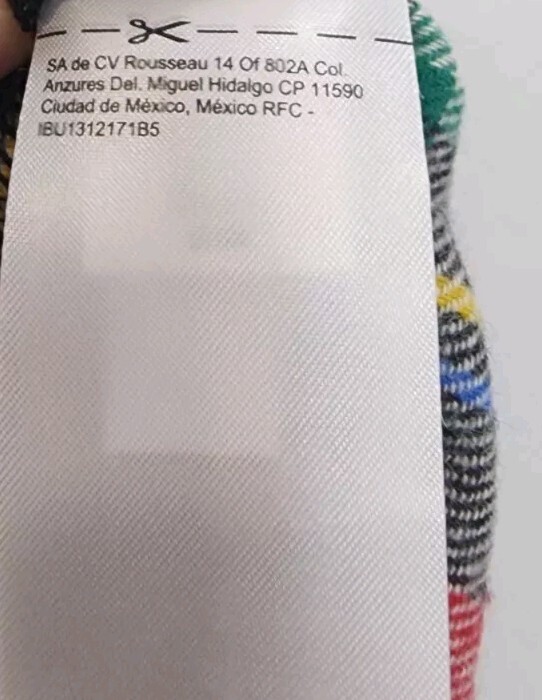 SA de CV Rousseau 14 Of 802A Col.
Anzures Del. Miguel Hidalgo CP 11590
Ciudad de México, México RFC -
IBU1312171B5